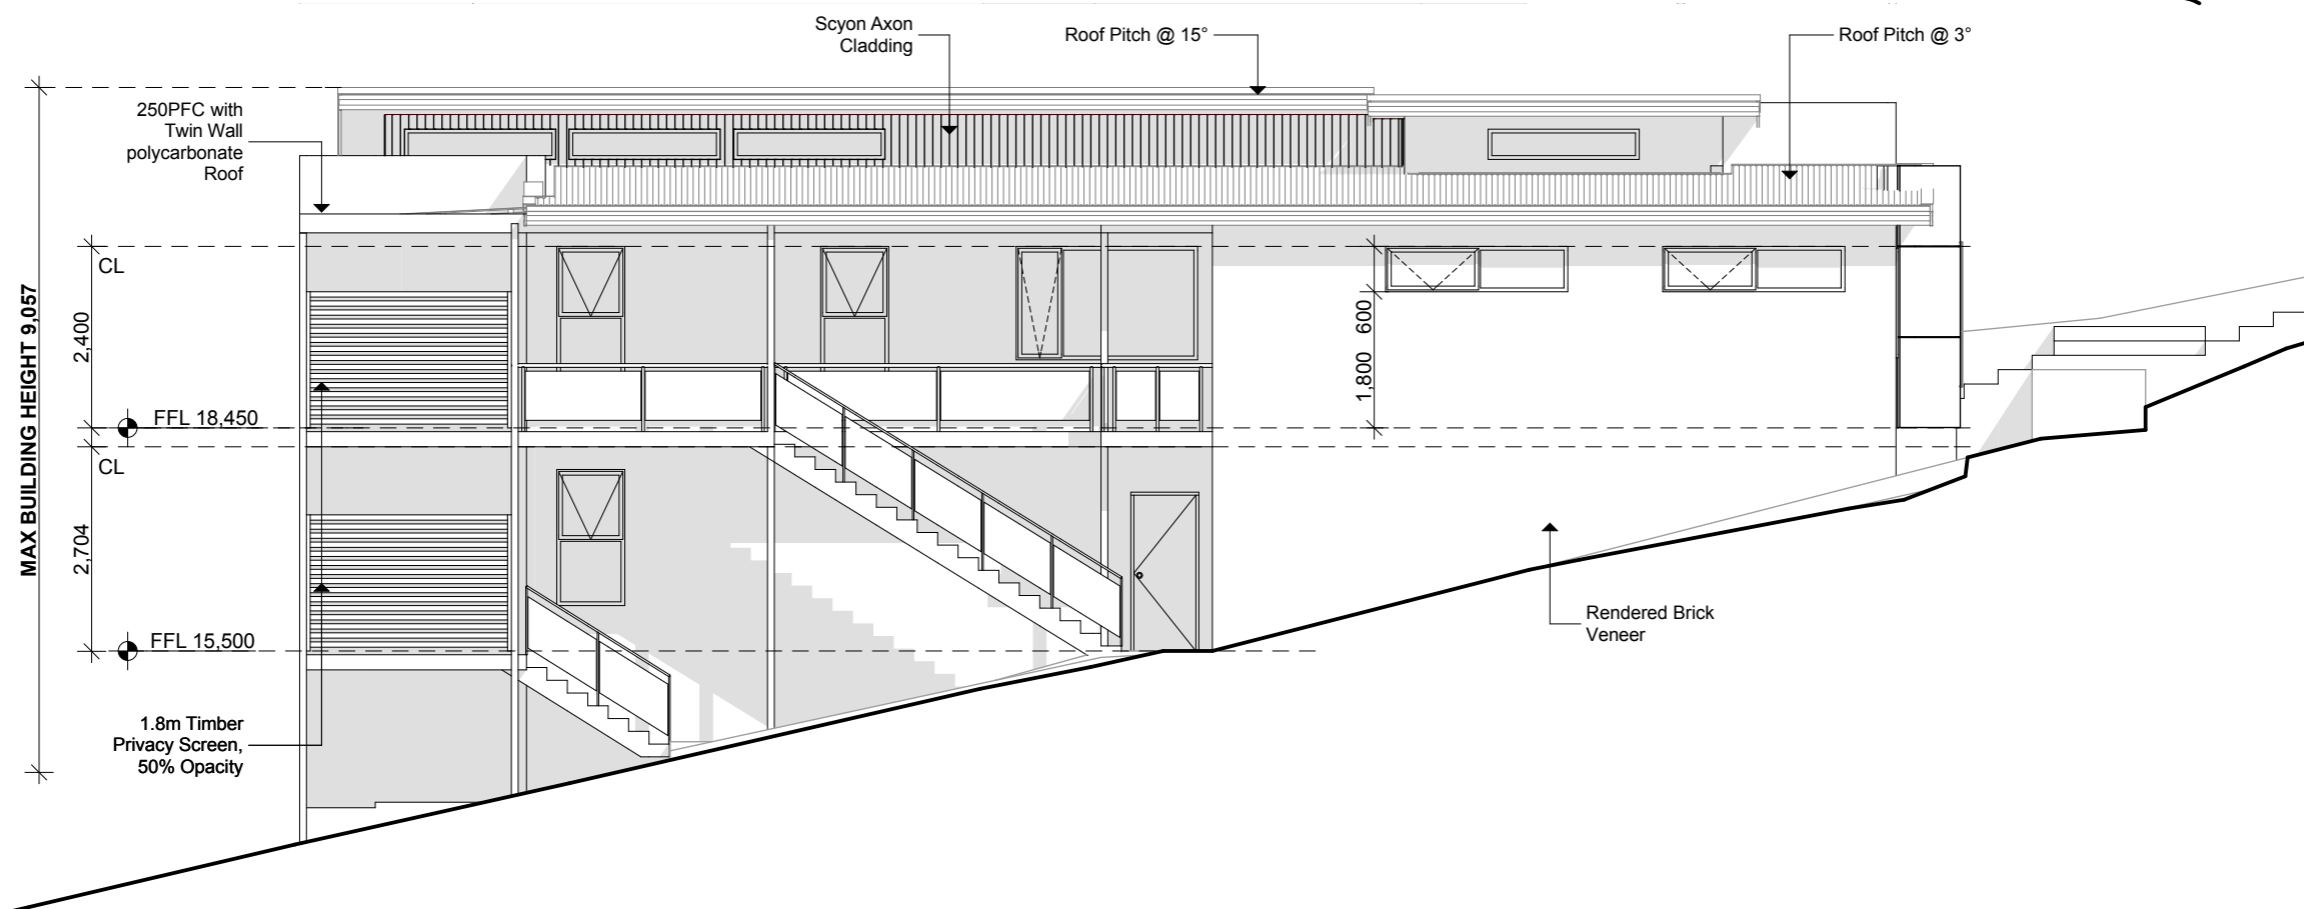 Scyon Axon
Cladding
Roof Pitch @ 15°
Roof Pitch @ 3°
250PFC with
Twin Wall
polycarbonate
Roof
MAX BUILDING HEIGHT 9,057
CL
2,400
600
1,800
FFL 18,450
CL
2,704
FFL 15,500
Rendered Brick
Veneer
1.8m Timber
Privacy Screen,
50% Opacity